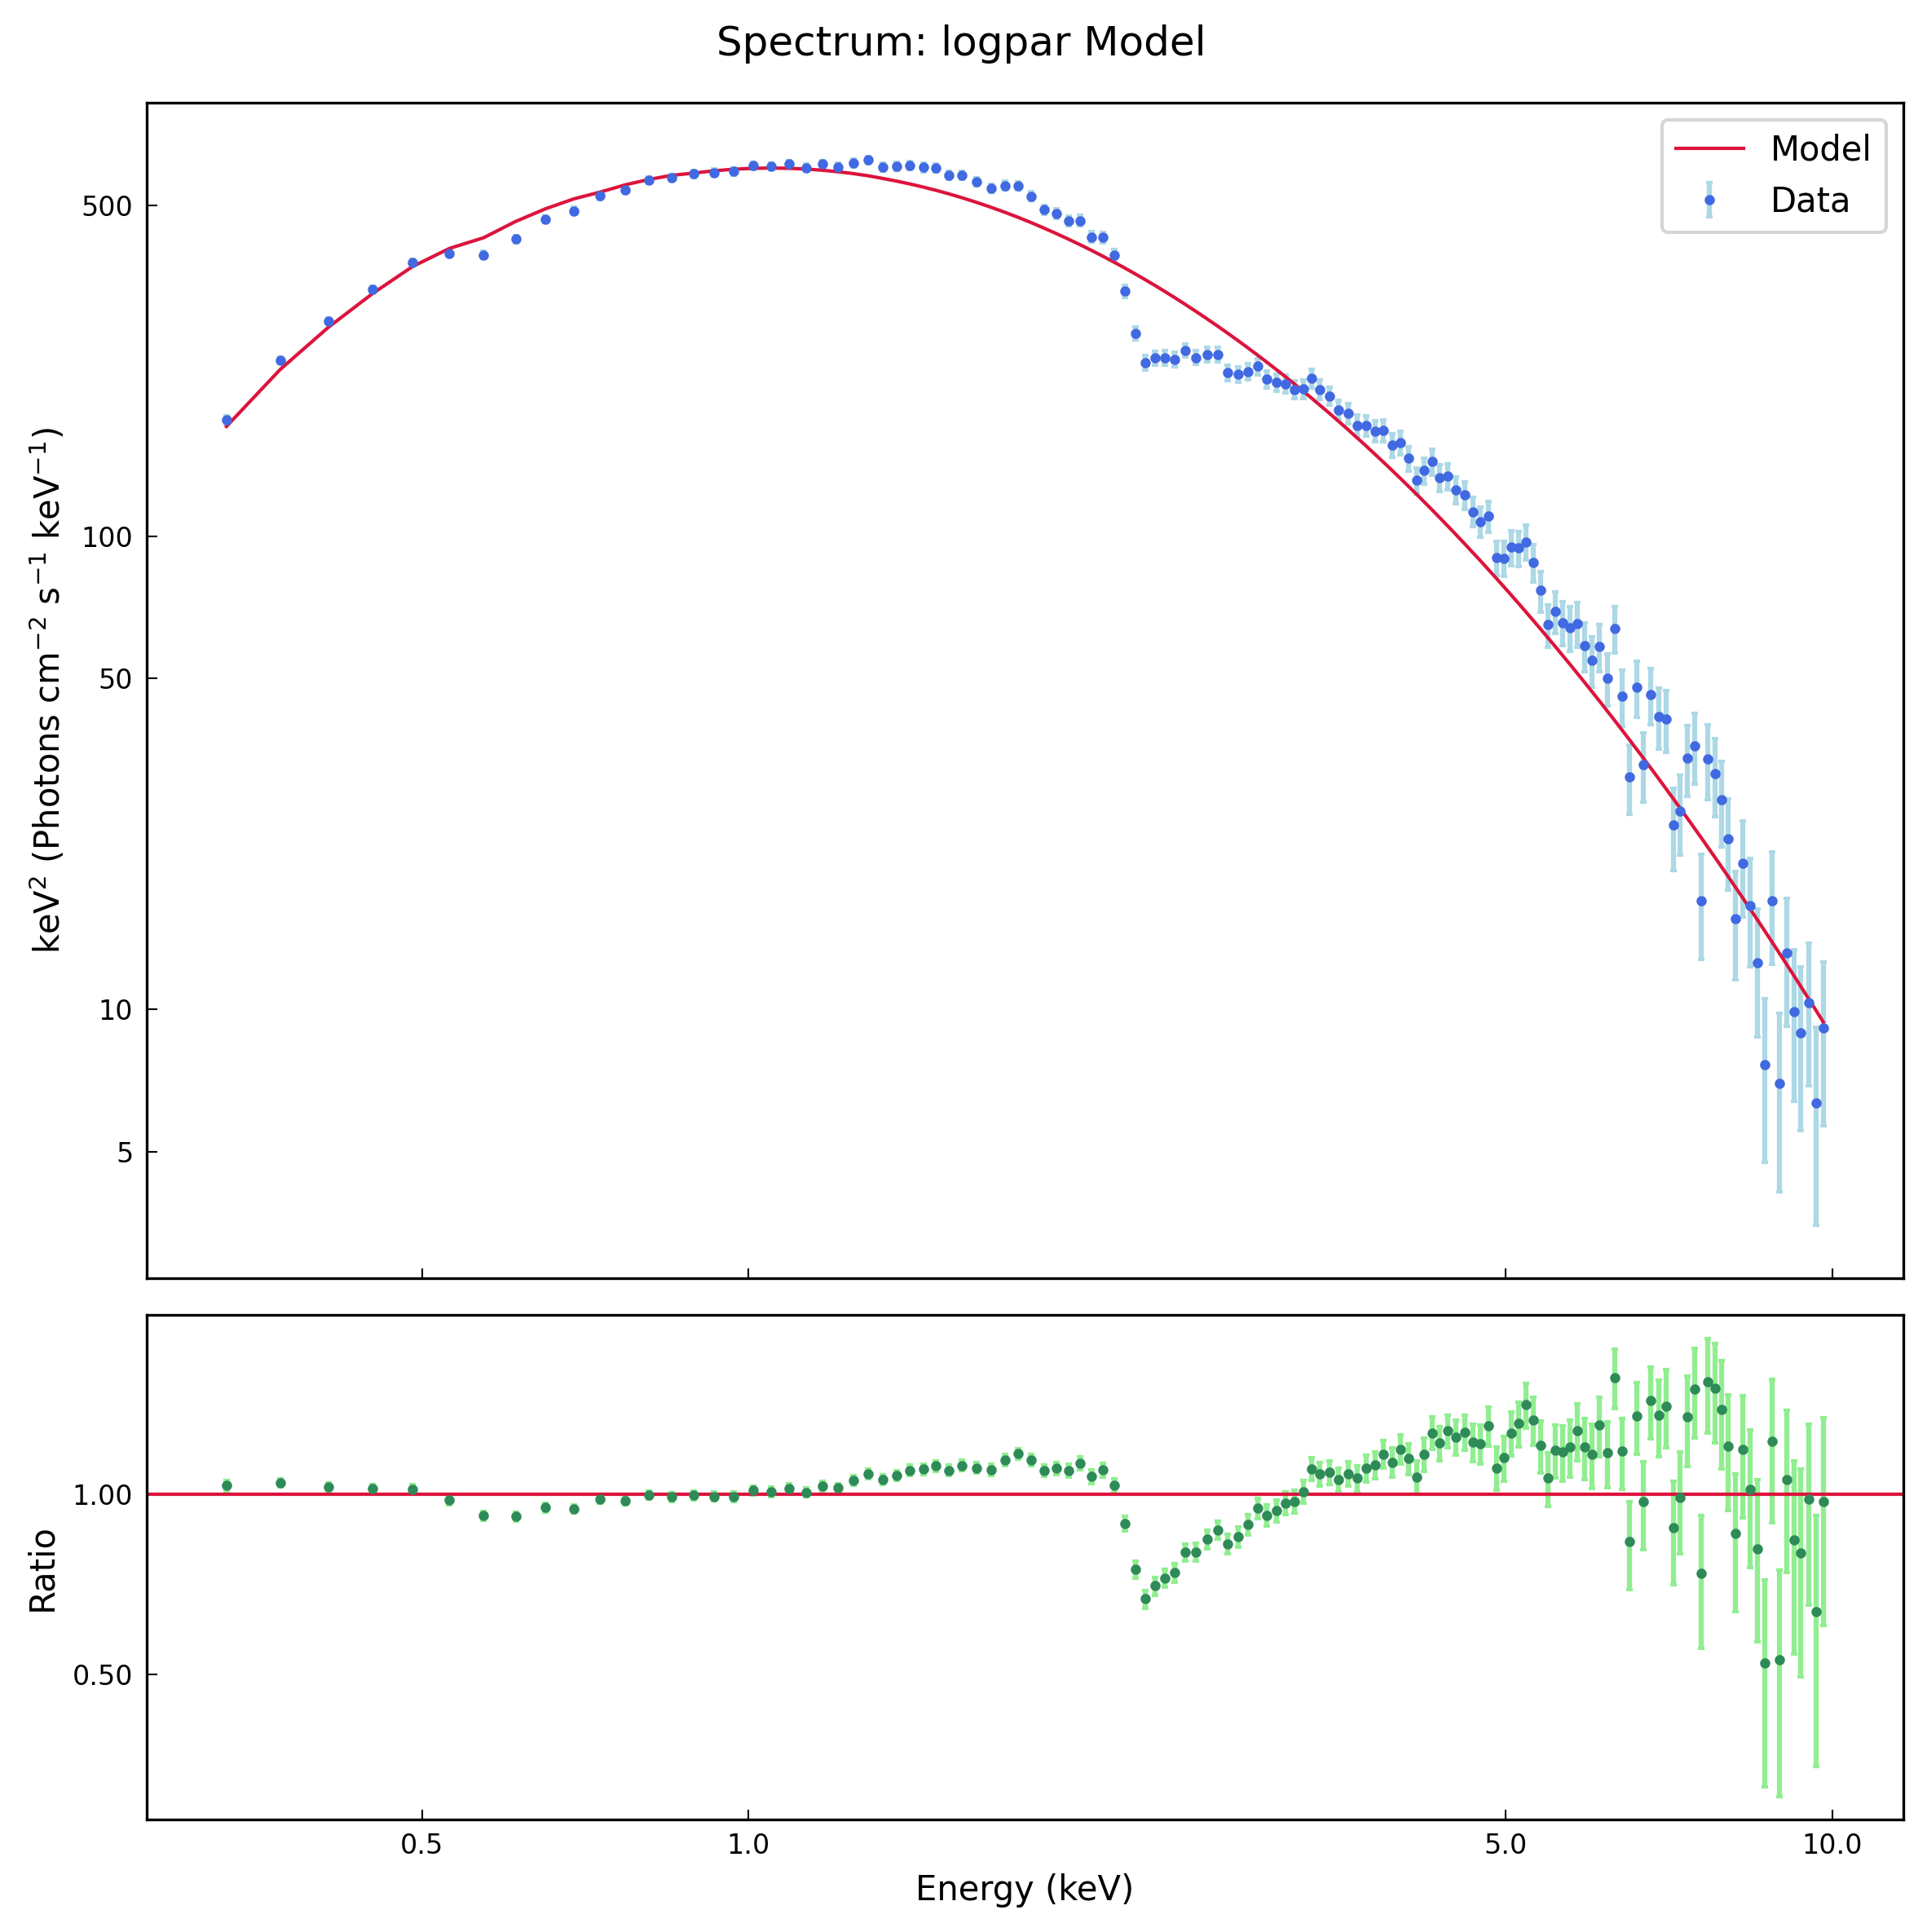 Spectrum: logpar Model
Model
Data
keV² (Photons cm⁻² s⁻¹ keV⁻¹)
500
100
50
10
5
Ratio
1.00
0.50
0.5 1.0 5.0 10.0
Energy (keV)